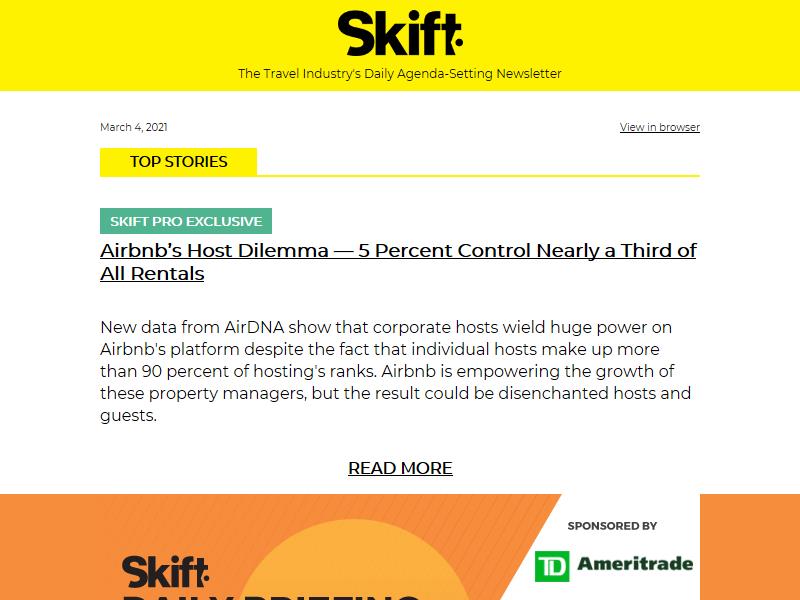 Skift
The Travel Industry's Daily Agenda-Setting Newsletter
March 4, 2021
View in browser
TOP STORIES
SKIFT PRO EXCLUSIVE
Airbnb’s Host Dilemma — 5 Percent Control Nearly a Third of
All Rentals
New data from AirDNA show that corporate hosts wield huge power on
Airbnb's platform despite the fact that individual hosts make up more
than 90 percent of hosting's ranks. Airbnb is empowering the growth of
these property managers, but the result could be disenchanted hosts and
guests.
READ MORE
SPONSORED BY
TD Ameritrade
Skift
DAILY BRIEFING